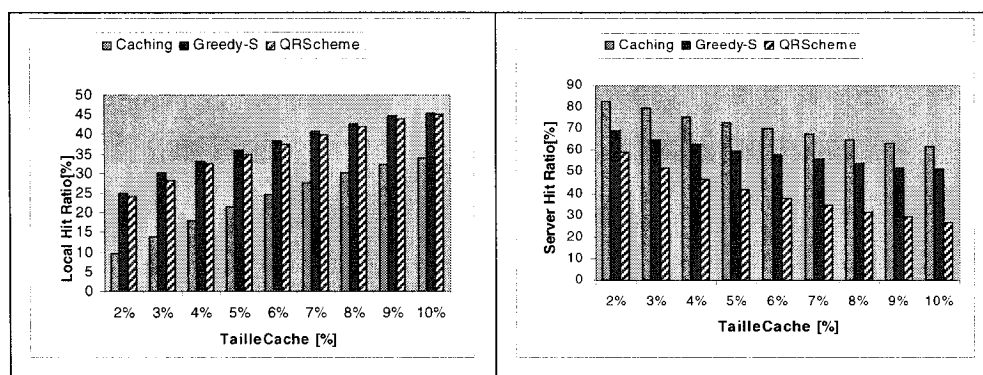 Caching Greedy-S QRScheme
Local Hit Ratio[%]
50
45
40
35
30
25
20
15
10
5
0
2% 3% 4% 5% 6% 7% 8% 9% 10%
TailleCache [%]
Caching Greedy-S QRScheme
Server Hit Ratio[%]
90
80
70
60
50
40
30
20
10
0
2% 3% 4% 5% 6% 7% 8% 9% 10%
TailleCache [%]